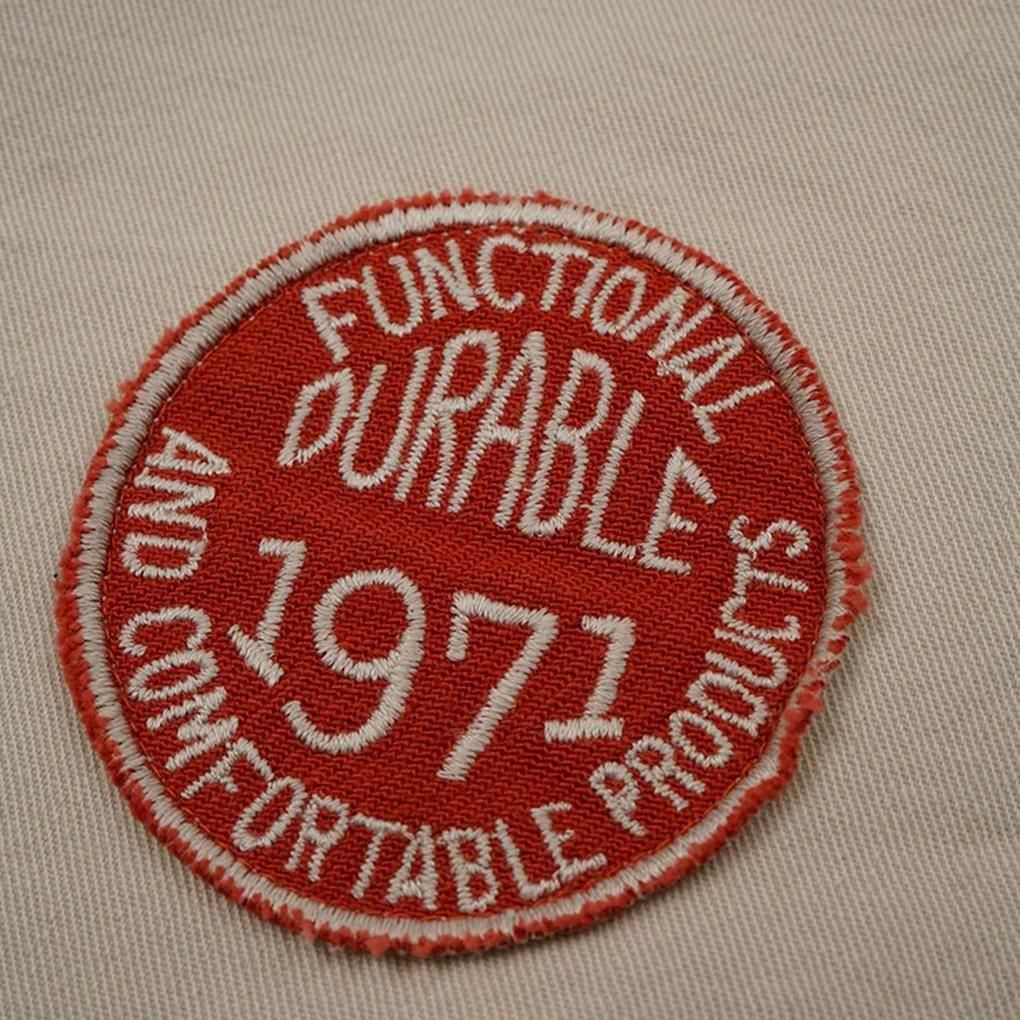 FUNCTIONAL
DURABLE
1971
AND COMFORTABLE PRODUCTS